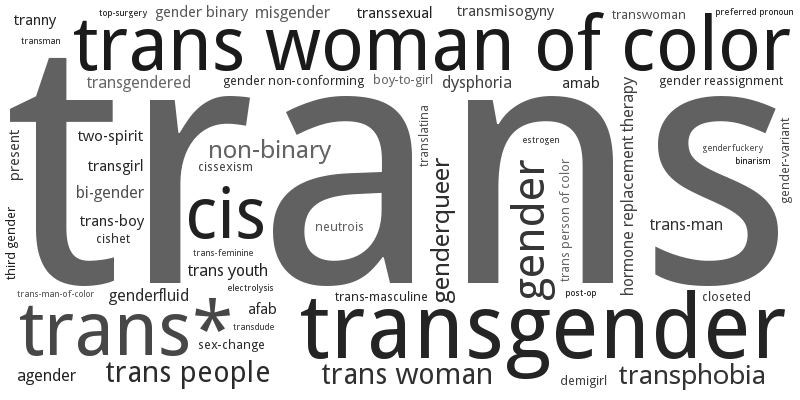 tranny
top-surgery
gender binary
misgender
transsexual
transmisogyny
transwoman
preferred pronoun
transman
trans woman of color
transgendered
gender non-conforming
boy-to-girl
dysphoria
amab
gender reassignment
trans
present
two-spirit
non-binary
translatina
estrogen
genderfuckery
gender-variant
transgirl
cissexism
binarism
bi-gender
cis
genderqueer
gender
trans person of color
hormone replacement therapy
third gender
trans-boy
neutrois
trans-man
cishet
trans-feminine
trans youth
electrolysis
trans-man-of-color
genderfluid
trans-masculine
post-op
closeted
trans*
afab
transgender
transdude
sex-change
agender
trans people
trans woman
demigirl
transphobia